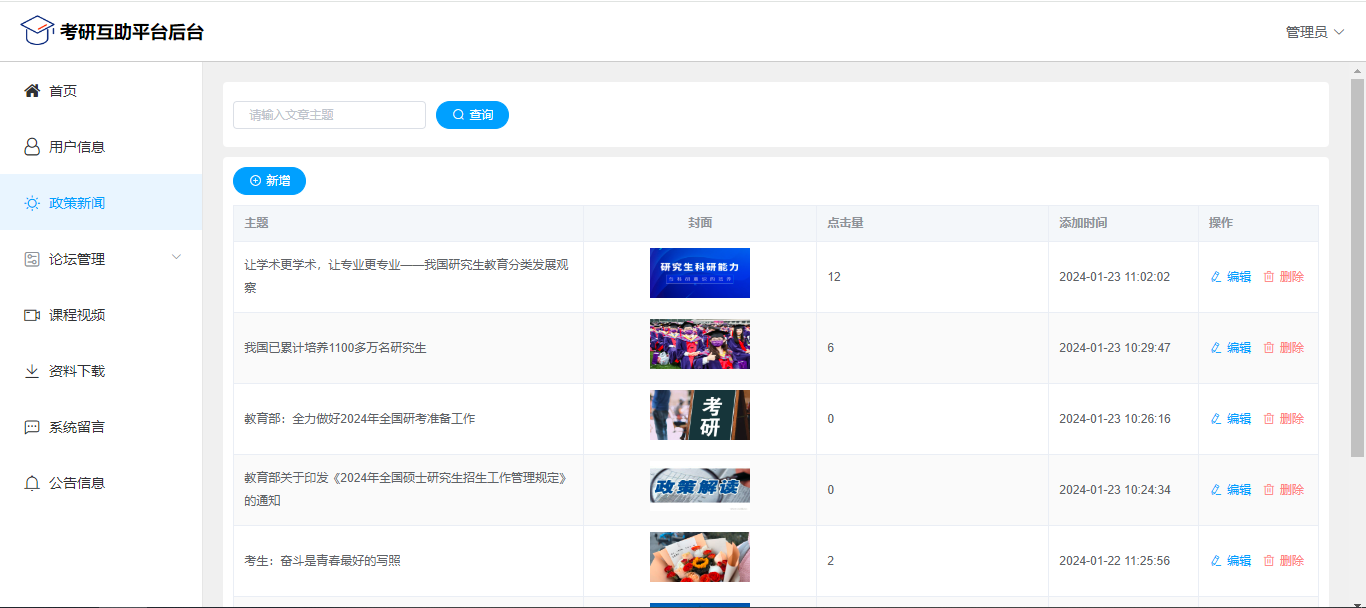 考研互助平台后台
管理员
首页
用户信息
政策新闻
论坛管理
课程视频
资料下载
系统留言
公告信息
请输入文章主题
查询
新增
主题 封面 点击量 添加时间 操作
让学术更学术，让专业更专业——我国研究生教育分类发展观
察
研究生科研能力
12 2024-01-23 11:02:02 编辑 删除
我国已累计培养1100多万名研究生 6 2024-01-23 10:29:47 编辑 删除
教育部：全力做好2024年全国研考准备工作
考
研
0 2024-01-23 10:26:16 编辑 删除
教育部关于印发《2024年全国硕士研究生招生工作管理规定》
的通知
政策解读
0 2024-01-23 10:24:34 编辑 删除
考生：奋斗是青春最好的写照 2 2024-01-22 11:25:56 编辑 删除